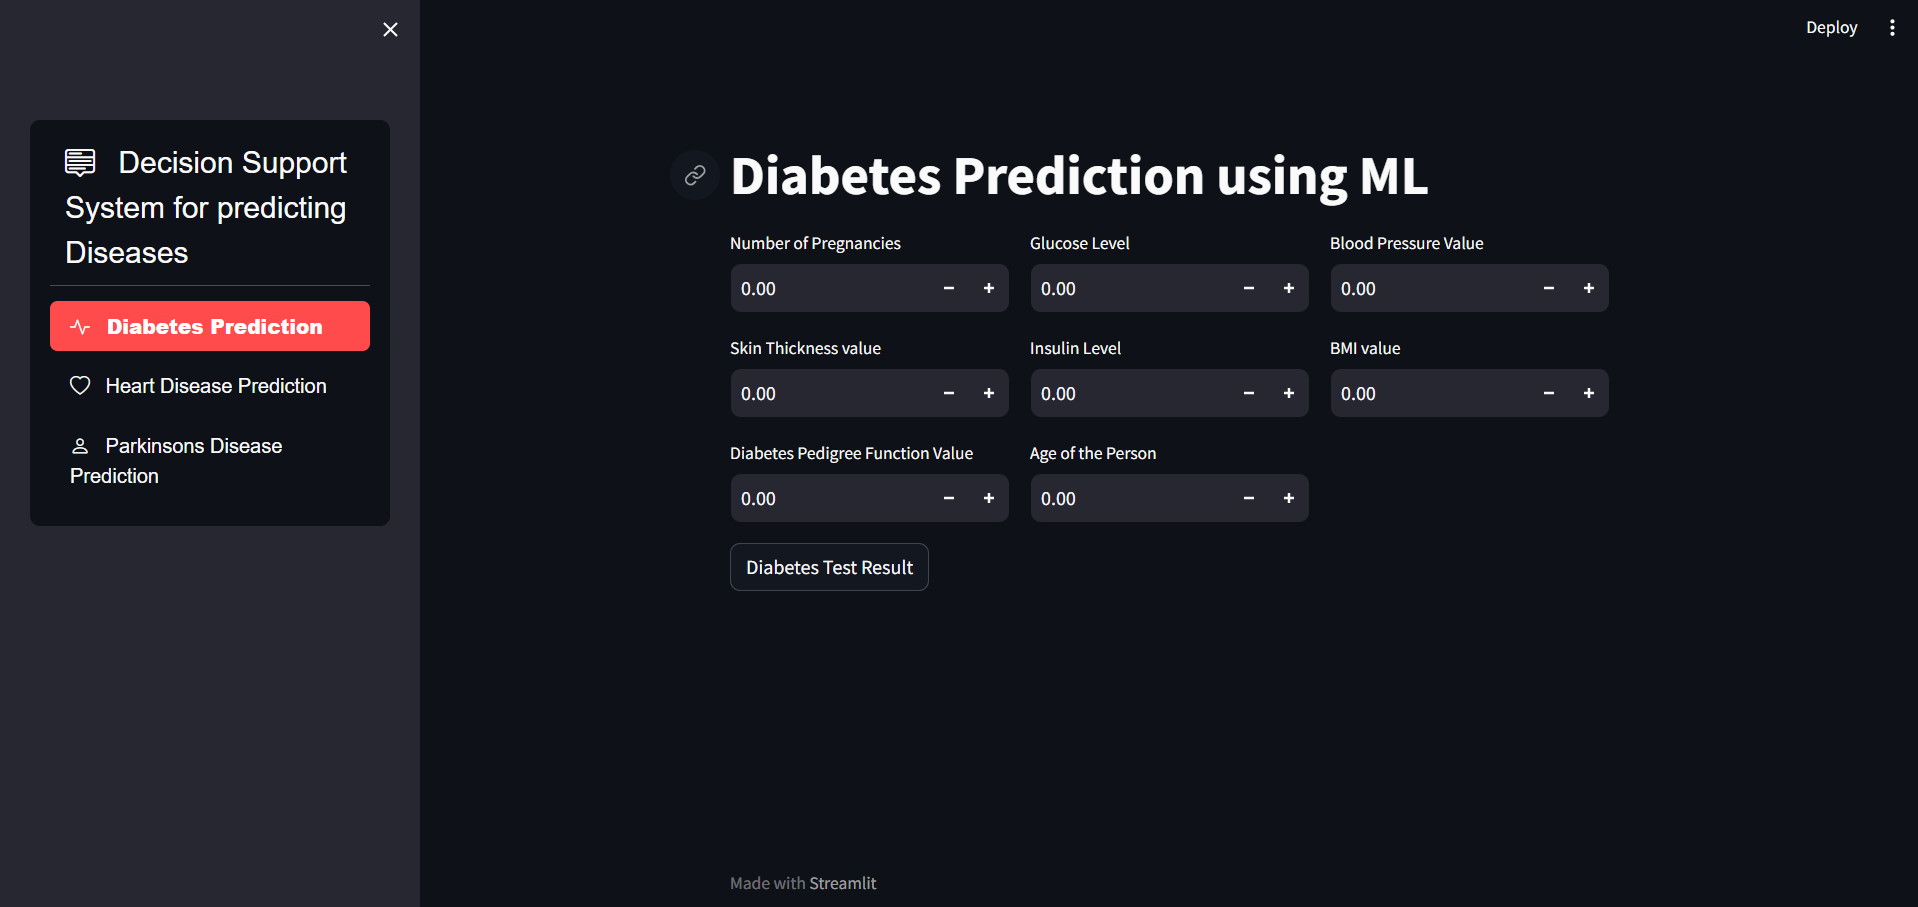 Deploy
Decision Support
System for predicting
Diseases
Diabetes Prediction
Heart Disease Prediction
Parkinsons Disease
Prediction
Diabetes Prediction using ML
Number of Pregnancies Glucose Level Blood Pressure Value
0.00 − + 0.00 − + 0.00 − +
Skin Thickness value Insulin Level BMI value
0.00 − + 0.00 − + 0.00 − +
Diabetes Pedigree Function Value Age of the Person
0.00 − + 0.00 − +
Diabetes Test Result
Made with Streamlit